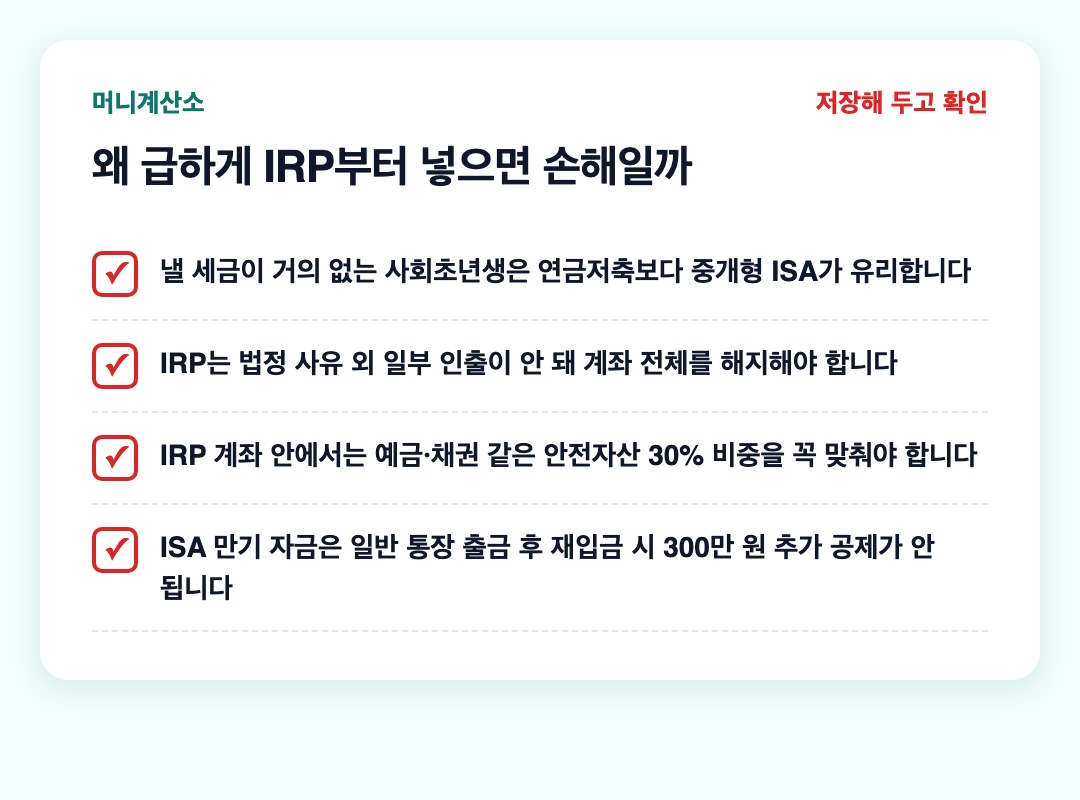 머니계산소
저장해 두고 확인
왜 급하게 IRP부터 넣으면 손해일까
낼 세금이 거의 없는 사회초년생은 연금저축보다 중개형 ISA가 유리합니다
IRP는 법정 사유 외 일부 인출이 안 돼 계좌 전체를 해지해야 합니다
IRP 계좌 안에서는 예금·채권 같은 안전자산 30% 비중을 꼭 맞춰야 합니다
ISA 만기 자금은 일반 통장 출금 후 재입금 시 300만 원 추가 공제가 안
됩니다